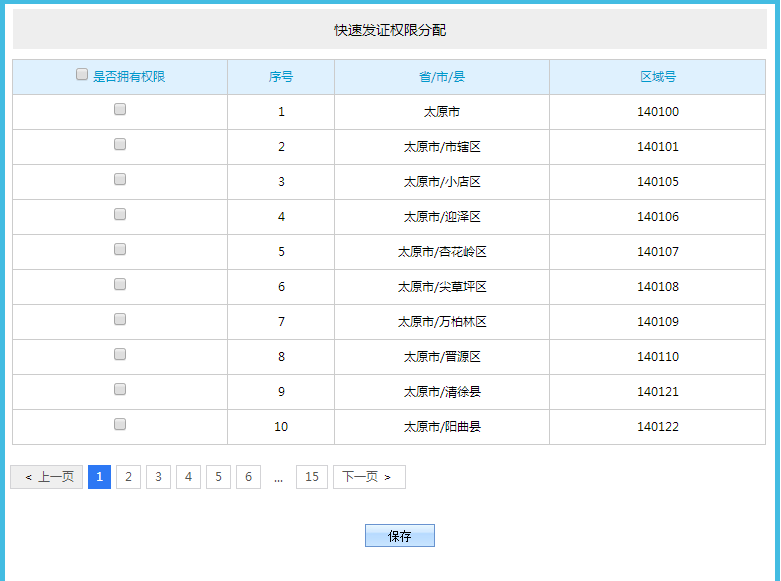 快速发证权限分配
是否拥有权限 序号 省/市/县 区域号
1 太原市 140100
2 太原市/市辖区 140101
3 太原市/小店区 140105
4 太原市/迎泽区 140106
5 太原市/杏花岭区 140107
6 太原市/尖草坪区 140108
7 太原市/万柏林区 140109
8 太原市/晋源区 140110
9 太原市/清徐县 140121
10 太原市/阳曲县 140122
< 上一页 1 2 3 4 5 6 ... 15 下一页 >
保存